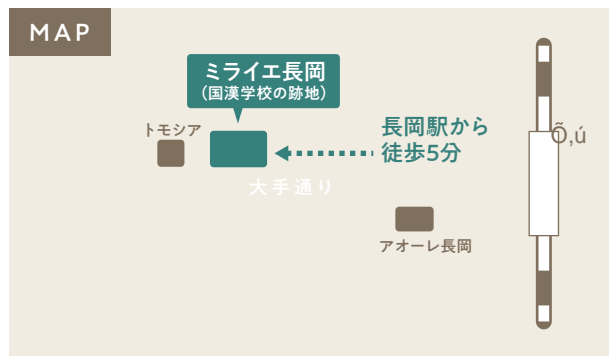 MAP
ミライエ長岡
（国漢学校の跡地）
トモシア
長岡駅から
徒歩5分
大手通り
アオーレ長岡
Õ,ú